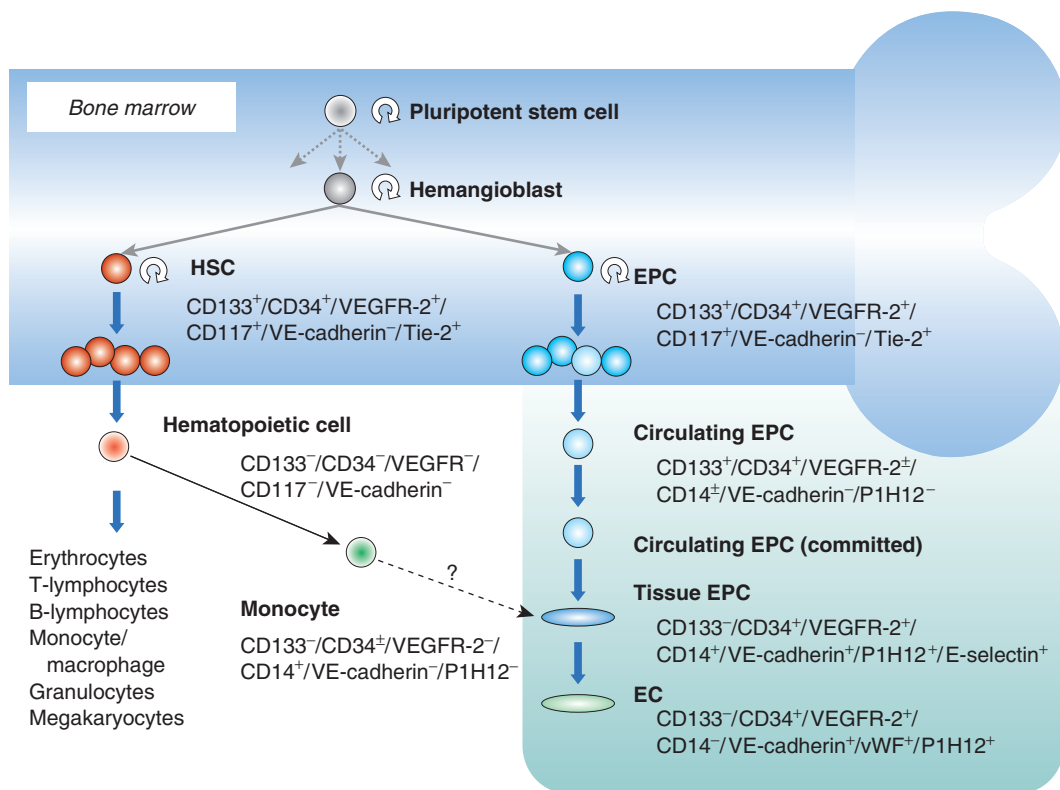 Bone marrow
Pluripotent stem cell
Hemangioblast
HSC
CD133⁺/CD34⁺/VEGFR-2⁺/
CD117⁺/VE-cadherin⁻/Tie-2⁺
EPC
CD133⁺/CD34⁺/VEGFR-2⁺/
CD117⁺/VE-cadherin⁻/Tie-2⁺
Hematopoietic cell
CD133⁻/CD34⁻/VEGFR⁻/
CD117⁻/VE-cadherin⁻
Erythrocytes
T-lymphocytes
B-lymphocytes
Monocyte/
macrophage
Granulocytes
Megakaryocytes
?
Monocyte
CD133⁻/CD34^±/VEGFR-2⁻/
CD14⁺/VE-cadherin⁻/P1H12⁻
Circulating EPC
CD133⁺/CD34⁺/VEGFR-2^±/
CD14^±/VE-cadherin⁻/P1H12⁻
Circulating EPC (committed)
Tissue EPC
CD133⁻/CD34⁺/VEGFR-2⁺/
CD14⁺/VE-cadherin⁺/P1H12⁺/E-selectin⁺
EC
CD133⁻/CD34⁺/VEGFR-2⁺/
CD14⁻/VE-cadherin⁺/vWF⁺/P1H12⁺